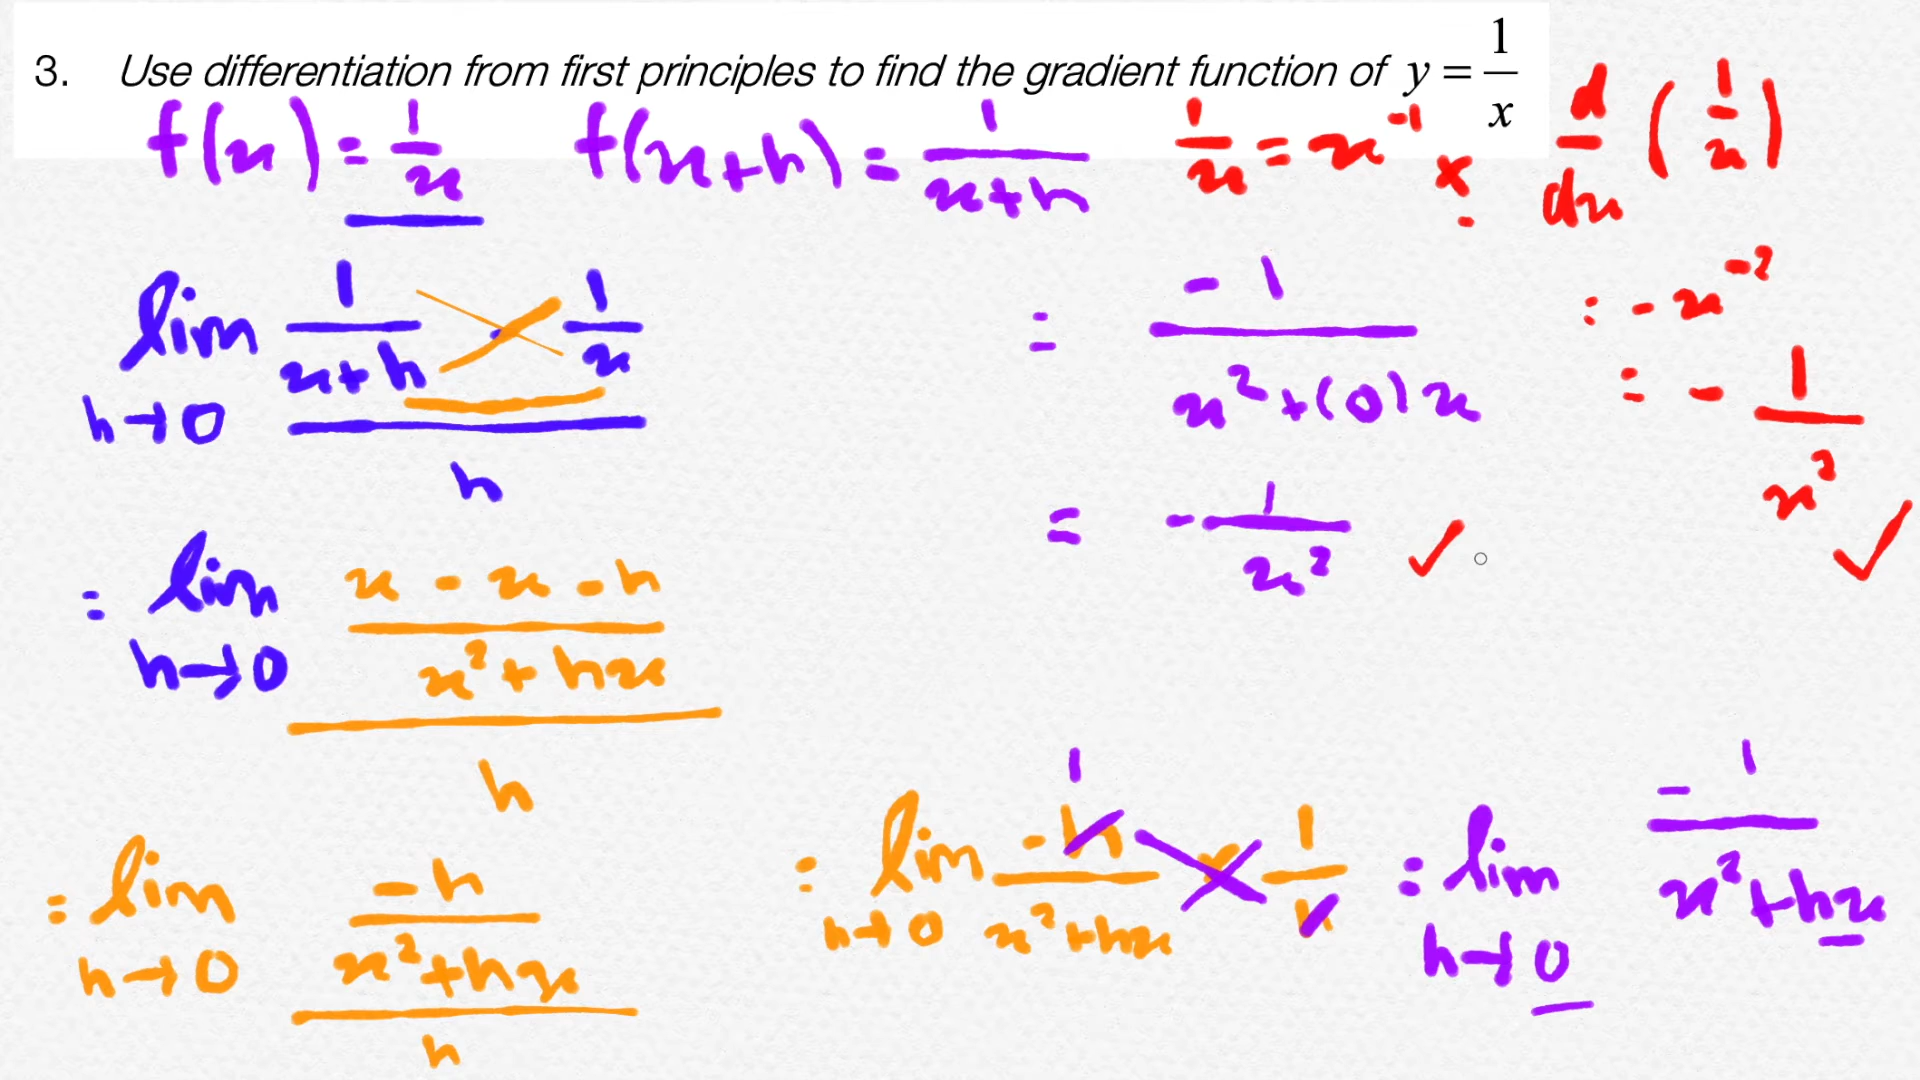 3. Use differentiation from first principles to find the gradient function of y = 1/x
f(x) = 1/x
f(x+h) = 1/(x+h)
1/x = x^-1 x.
lim h→0 (1/(x+h) - 1/x)/h
= lim h→0 ((x - x - h)/(x² + hx))/h
= lim h→0 (-h/(x²+hx))/h
= lim h→0 -h/(x²+hx) × 1/h
1
= lim h→0 -1/(x²+hx)
= -1/(x²+(0)x)
= -1/x² ✓
d/dx (1/x)
= -x^-2
= -1/x² ✓